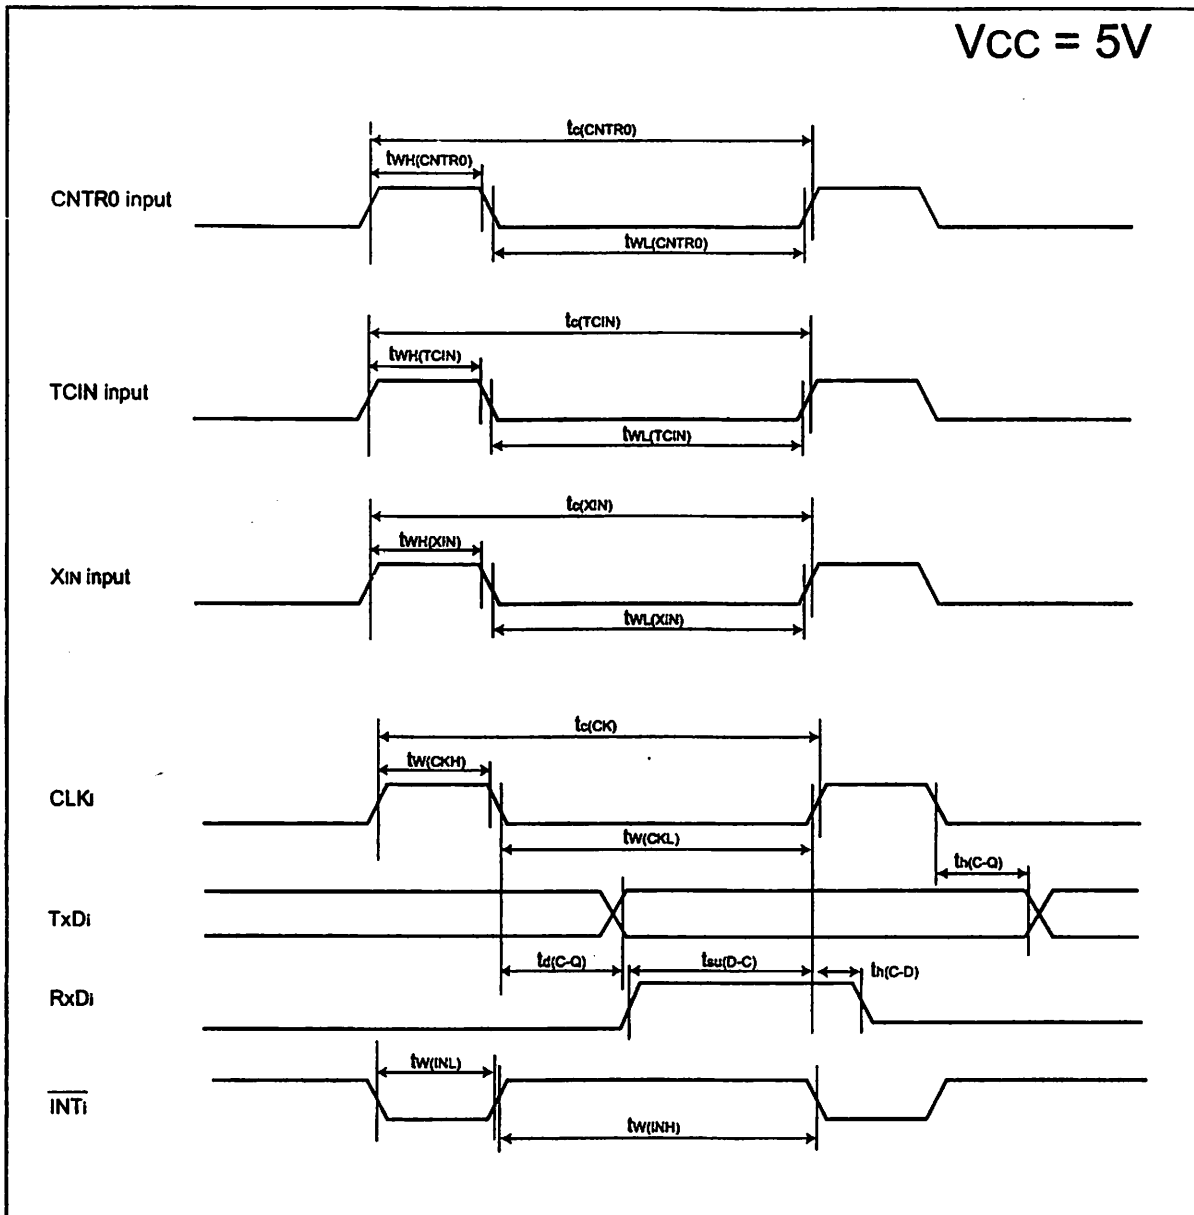 VCC = 5V
tc(CNTR0)
tWH(CNTR0)
CNTR0 input
tWL(CNTR0)
tc(TCIN)
tWH(TCIN)
TCIN input
tWL(TCIN)
tc(XIN)
tWH(XIN)
XIN input
tWL(XIN)
tc(CK)
tW(CKH)
CLKi
tW(CKL)
th(C-Q)
TxDi
td(C-Q)
tsu(D-C)
th(C-D)
RxDi
tW(INL)
INTi
tW(INH)